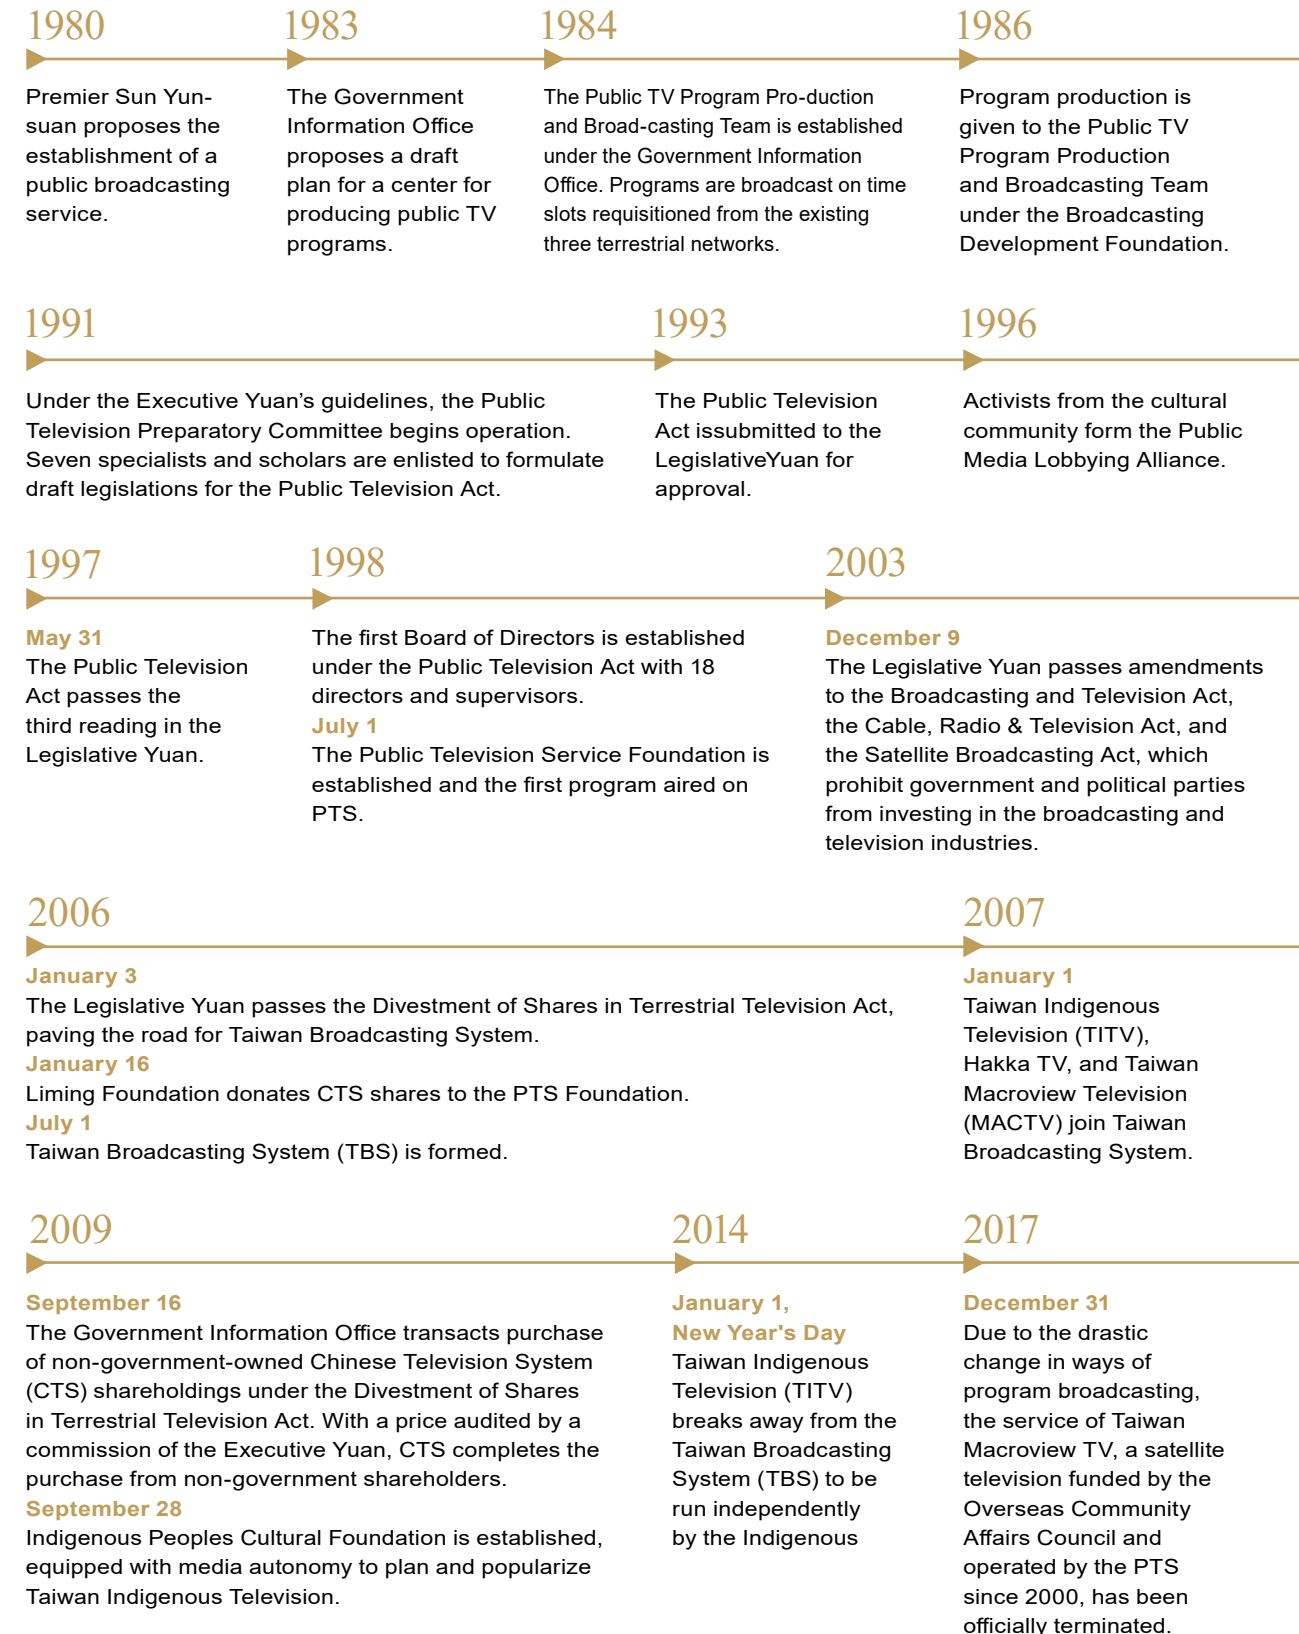 1980
Premier Sun Yun-
suan proposes the
establishment of a
public broadcasting
service.
1983
The Government
Information Office
proposes a draft
plan for a center for
producing public TV
programs.
1984
The Public TV Program Pro-duction
and Broad-casting Team is established
under the Government Information
Office. Programs are broadcast on time
slots requisitioned from the existing
three terrestrial networks.
1986
Program production is
given to the Public TV
Program Production
and Broadcasting Team
under the Broadcasting
Development Foundation.
1991
Under the Executive Yuan’s guidelines, the Public
Television Preparatory Committee begins operation.
Seven specialists and scholars are enlisted to formulate
draft legislations for the Public Television Act.
1993
The Public Television
Act issubmitted to the
LegislativeYuan for
approval.
1996
Activists from the cultural
community form the Public
Media Lobbying Alliance.
1997
May 31
The Public Television
Act passes the
third reading in the
Legislative Yuan.
1998
The first Board of Directors is established
under the Public Television Act with 18
directors and supervisors.
July 1
The Public Television Service Foundation is
established and the first program aired on
PTS.
2003
December 9
The Legislative Yuan passes amendments
to the Broadcasting and Television Act,
the Cable, Radio & Television Act, and
the Satellite Broadcasting Act, which
prohibit government and political parties
from investing in the broadcasting and
television industries.
2006
January 3
The Legislative Yuan passes the Divestment of Shares in Terrestrial Television Act,
paving the road for Taiwan Broadcasting System.
January 16
Liming Foundation donates CTS shares to the PTS Foundation.
July 1
Taiwan Broadcasting System (TBS) is formed.
2007
January 1
Taiwan Indigenous
Television (TITV),
Hakka TV, and Taiwan
Macroview Television
(MACTV) join Taiwan
Broadcasting System.
2009
September 16
The Government Information Office transacts purchase
of non-government-owned Chinese Television System
(CTS) shareholdings under the Divestment of Shares
in Terrestrial Television Act. With a price audited by a
commission of the Executive Yuan, CTS completes the
purchase from non-government shareholders.
September 28
Indigenous Peoples Cultural Foundation is established,
equipped with media autonomy to plan and popularize
Taiwan Indigenous Television.
2014
January 1,
New Year's Day
Taiwan Indigenous
Television (TITV)
breaks away from the
Taiwan Broadcasting
System (TBS) to be
run independently
by the Indigenous
2017
December 31
Due to the drastic
change in ways of
program broadcasting,
the service of Taiwan
Macroview TV, a satellite
television funded by the
Overseas Community
Affairs Council and
operated by the PTS
since 2000, has been
officially terminated.